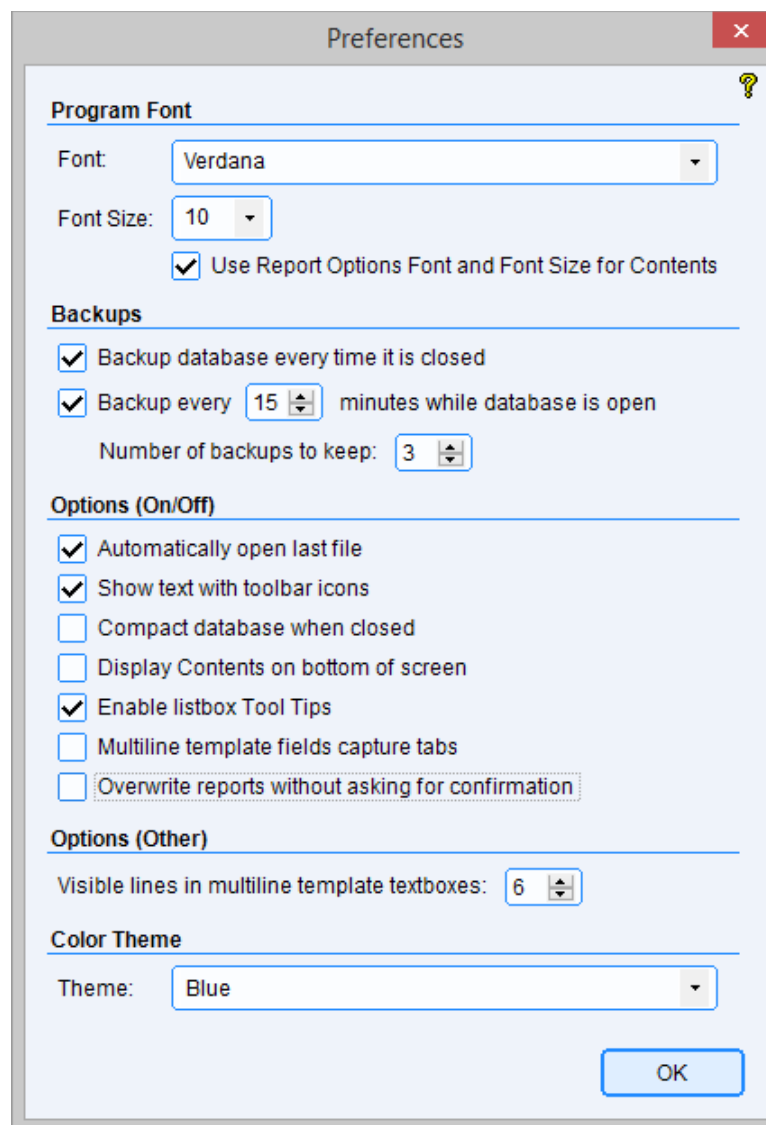 Preferences
Program Font
Font: Verdana
Font Size: 10
Use Report Options Font and Font Size for Contents
Backups
Backup database every time it is closed
Backup every 15 minutes while database is open
Number of backups to keep: 3
Options (On/Off)
Automatically open last file
Show text with toolbar icons
Compact database when closed
Display Contents on bottom of screen
Enable listbox Tool Tips
Multiline template fields capture tabs
Overwrite reports without asking for confirmation
Options (Other)
Visible lines in multiline template textboxes: 6
Color Theme
Theme: Blue
OK